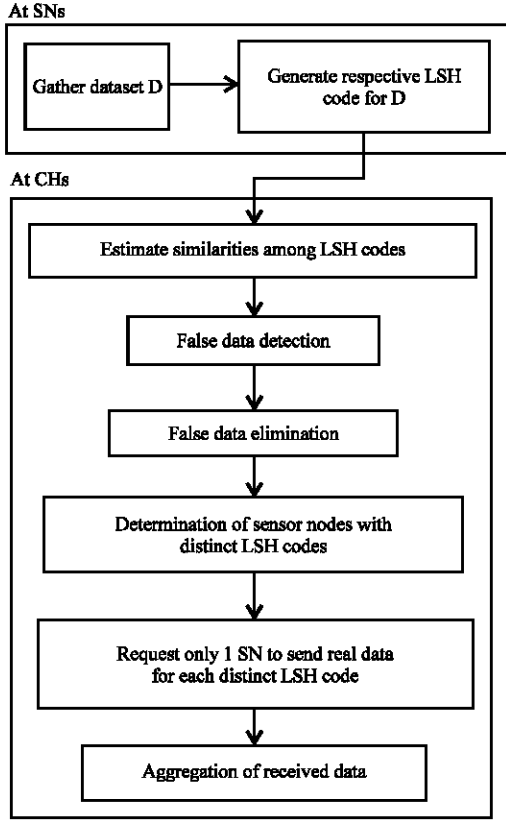 At SNs
Gather dataset D
Generate respective LSH
code for D
At CHs
Estimate similarities among LSH codes
False data detection
False data elimination
Determination of sensor nodes with
distinct LSH codes
Request only 1 SN to send real data
for each distinct LSH code
Aggregation of received data